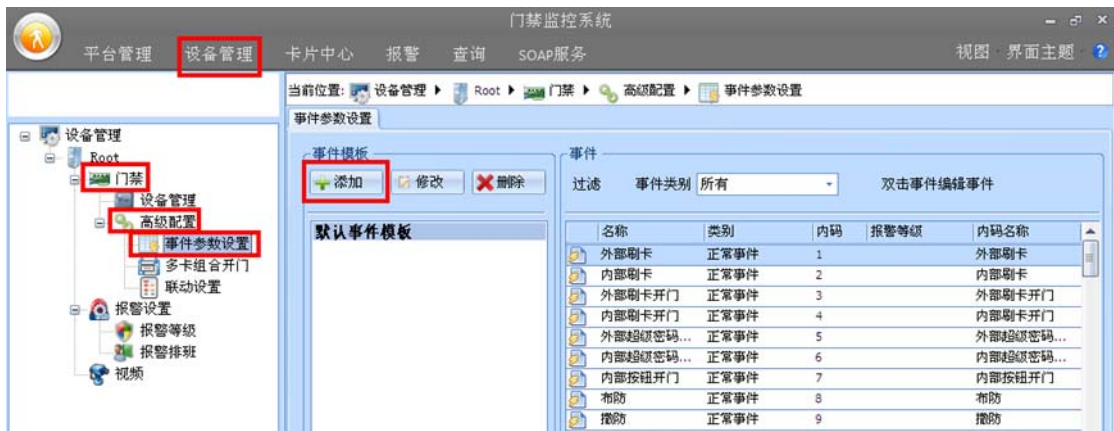 门禁监控系统
平台管理 设备管理 卡片中心 报警 查询 SOAP服务 视图 界面主题
当前位置: 设备管理 Root 门禁 高级配置 事件参数设置
事件参数设置
设备管理
Root
门禁
设备管理
高级配置
事件参数设置
多卡组合开门
联动设置
报警设置
报警等级
报警排班
视频
事件模板
添加 修改 删除
默认事件模板
事件
过滤 事件类别 所有 双击事件编辑事件
名称 类别 内码 报警等级 内码名称
外部刷卡 正常事件 1 外部刷卡
内部刷卡 正常事件 2 内部刷卡
外部刷卡开门 正常事件 3 外部刷卡开门
内部刷卡开门 正常事件 4 内部刷卡开门
外部超级密码... 正常事件 5 外部超级密码...
内部超级密码... 正常事件 6 内部超级密码...
内部按钮开门 正常事件 7 内部按钮开门
布防 正常事件 8 布防
撤防 正常事件 9 撤防